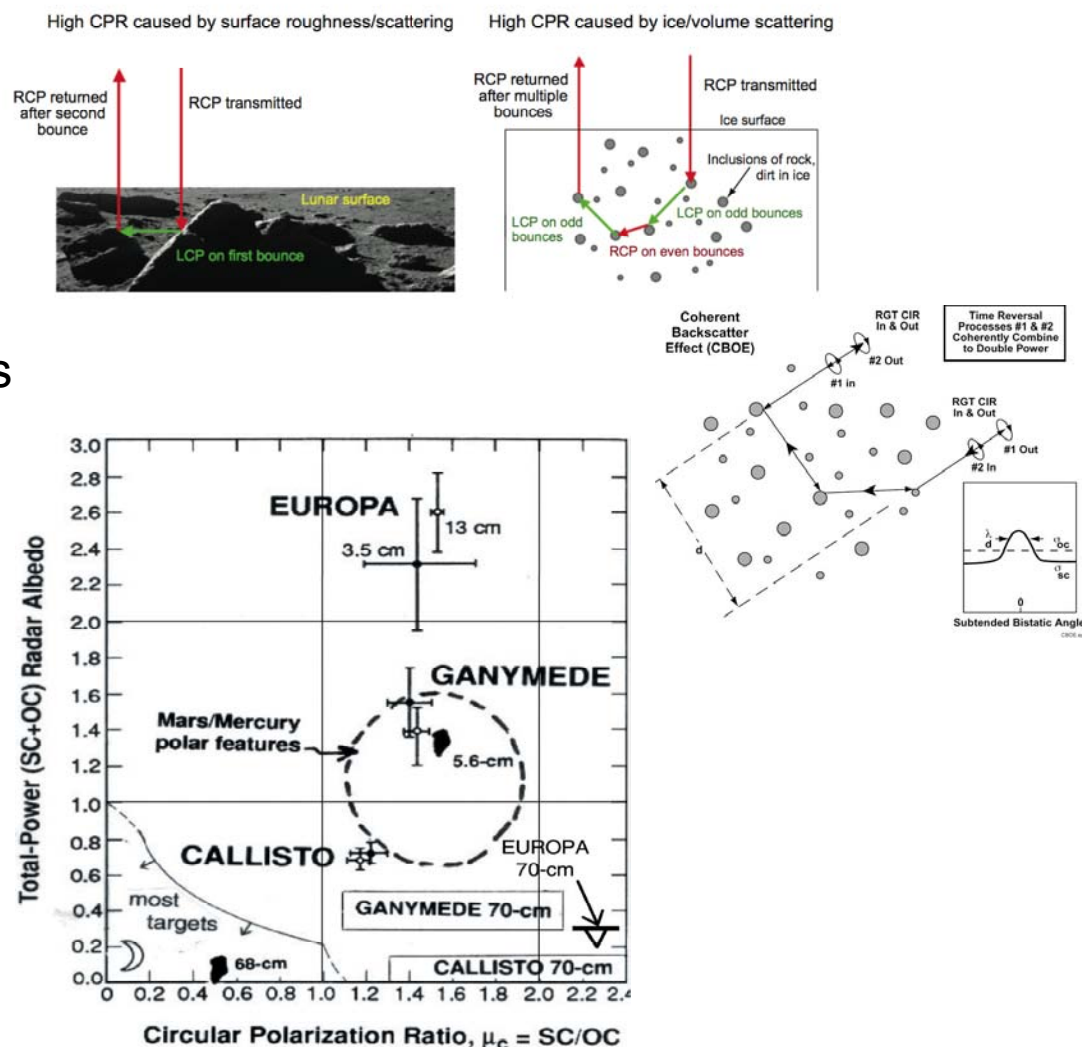 High CPR caused by surface roughness/scattering
RCP returned
after second
bounce
RCP transmitted
Lunar surface
LCP on first bounce
High CPR caused by ice/volume scattering
RCP returned
after multiple
bounces
RCP transmitted
Ice surface
Inclusions of rock,
dirt in ice
LCP on odd
bounces
LCP on odd bounces
RCP on even bounces
s
Coherent
Backscatter
Effect (CBOE)
RGT CIR
In & Out
#2 Out
#1 in
Time Reversal
Processes #1 & #2
Coherently Combine
to Double Power
RGT CIR
In & Out
#1 Out
#2 In
d
λ
d
σoc
σsc
0
Subtended Bistatic Angle
Total-Power (SC+OC) Radar Albedo
3.0
2.8
2.6
2.4
2.2
2.0
1.8
1.6
1.4
1.2
1.0
0.8
0.6
0.4
0.2
0.0
EUROPA
13 cm
3.5 cm
GANYMEDE
Mars/Mercury
polar features
5.6-cm
CALLISTO
EUROPA
70-cm
most
targets
GANYMEDE 70-cm
68-cm
CALLISTO 70-cm
0 0.2 0.4 0.6 0.8 1.0 1.2 1.4 1.6 1.8 2.0 2.2 2.4
Circular Polarization Ratio, μc = SC/OC